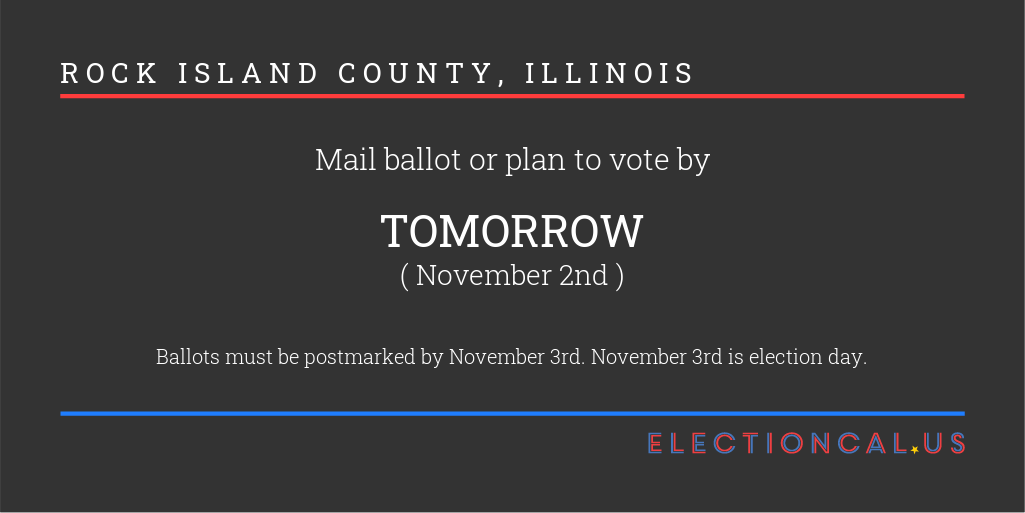 ROCK ISLAND COUNTY, ILLINOIS
Mail ballot or plan to vote by
TOMORROW
( November 2nd )
Ballots must be postmarked by November 3rd. November 3rd is election day.
ELECTIONCAL.US